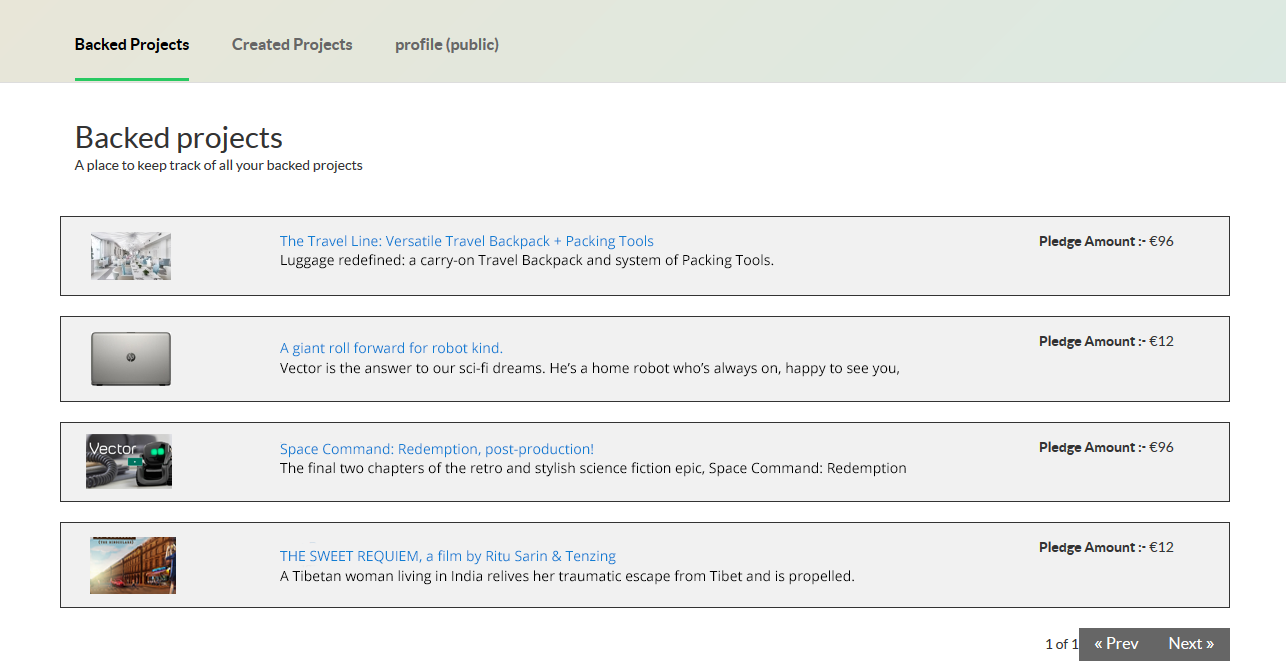 Backed Projects Created Projects profile (public)
Backed projects
A place to keep track of all your backed projects
The Travel Line: Versatile Travel Backpack + Packing Tools
Luggage redefined: a carry-on Travel Backpack and system of Packing Tools.
Pledge Amount :- €96
A giant roll forward for robot kind.
Vector is the answer to our sci-fi dreams. He’s a home robot who’s always on, happy to see you,
Pledge Amount :- €12
Vector
Space Command: Redemption, post-production!
The final two chapters of the retro and stylish science fiction epic, Space Command: Redemption
Pledge Amount :- €96
THE SWEET REQUIEM, a film by Ritu Sarin & Tenzing
A Tibetan woman living in India relives her traumatic escape from Tibet and is propelled.
Pledge Amount :- €12
1 of 1 « Prev Next »